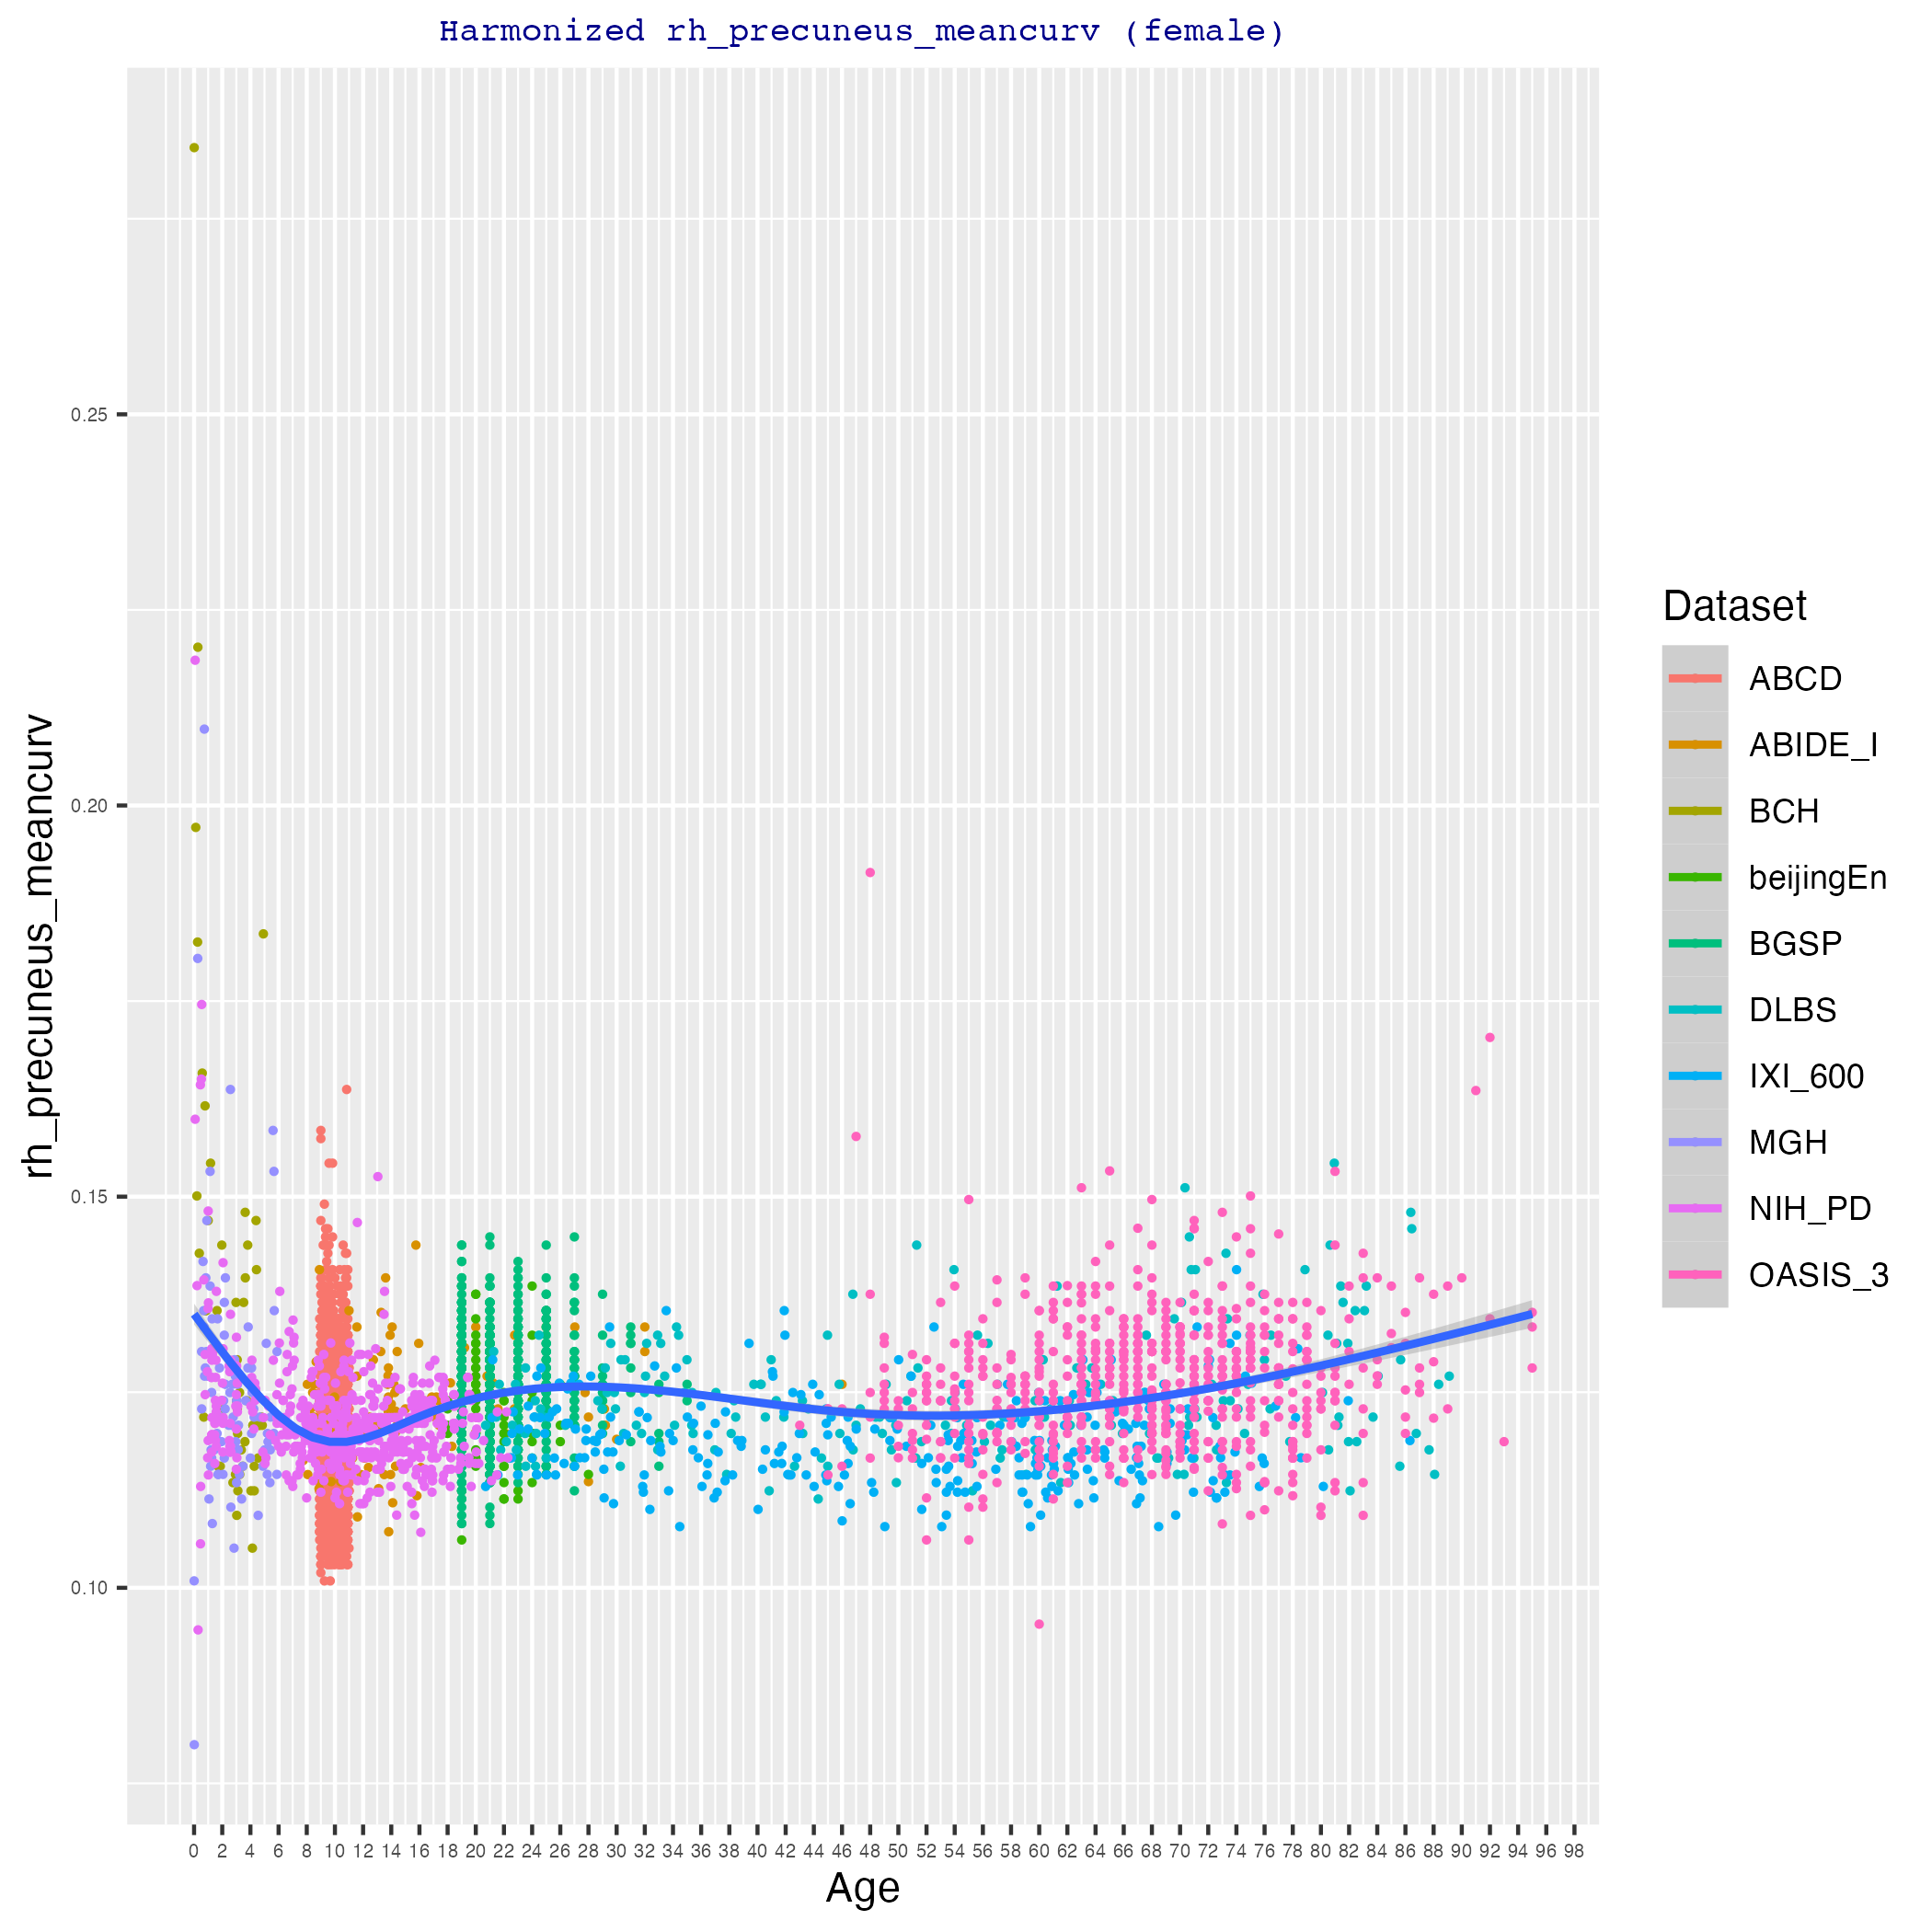 Harmonized rh_precuneus_meancurv (female)
rh_precuneus_meancurv
0.25
0.20
0.15
0.10
0 2 4 6 8 10 12 14 16 18 20 22 24 26 28 30 32 34 36 38 40 42 44 46 48 50 52 54 56 58 60 62 64 66 68 70 72 74 76 78 80 82 84 86 88 90 92 94 96 98
Age
Dataset
ABCD
ABIDE_I
BCH
beijingEn
BGSP
DLBS
IXI_600
MGH
NIH_PD
OASIS_3